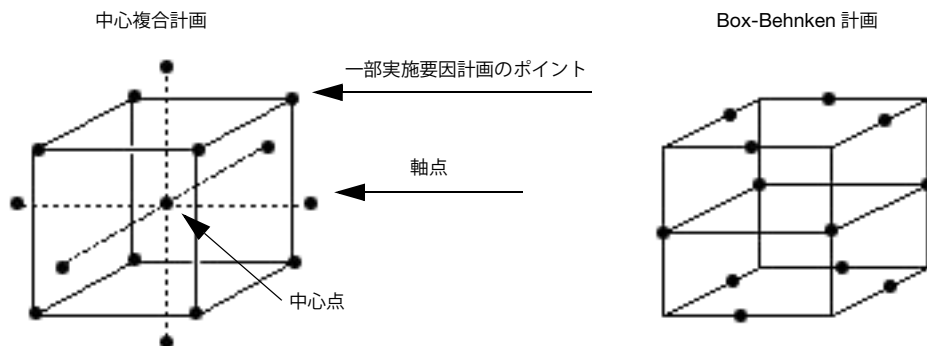 中心複合計画
Box-Behnken 計画
一部実施要因計画のポイント
軸点
中心点